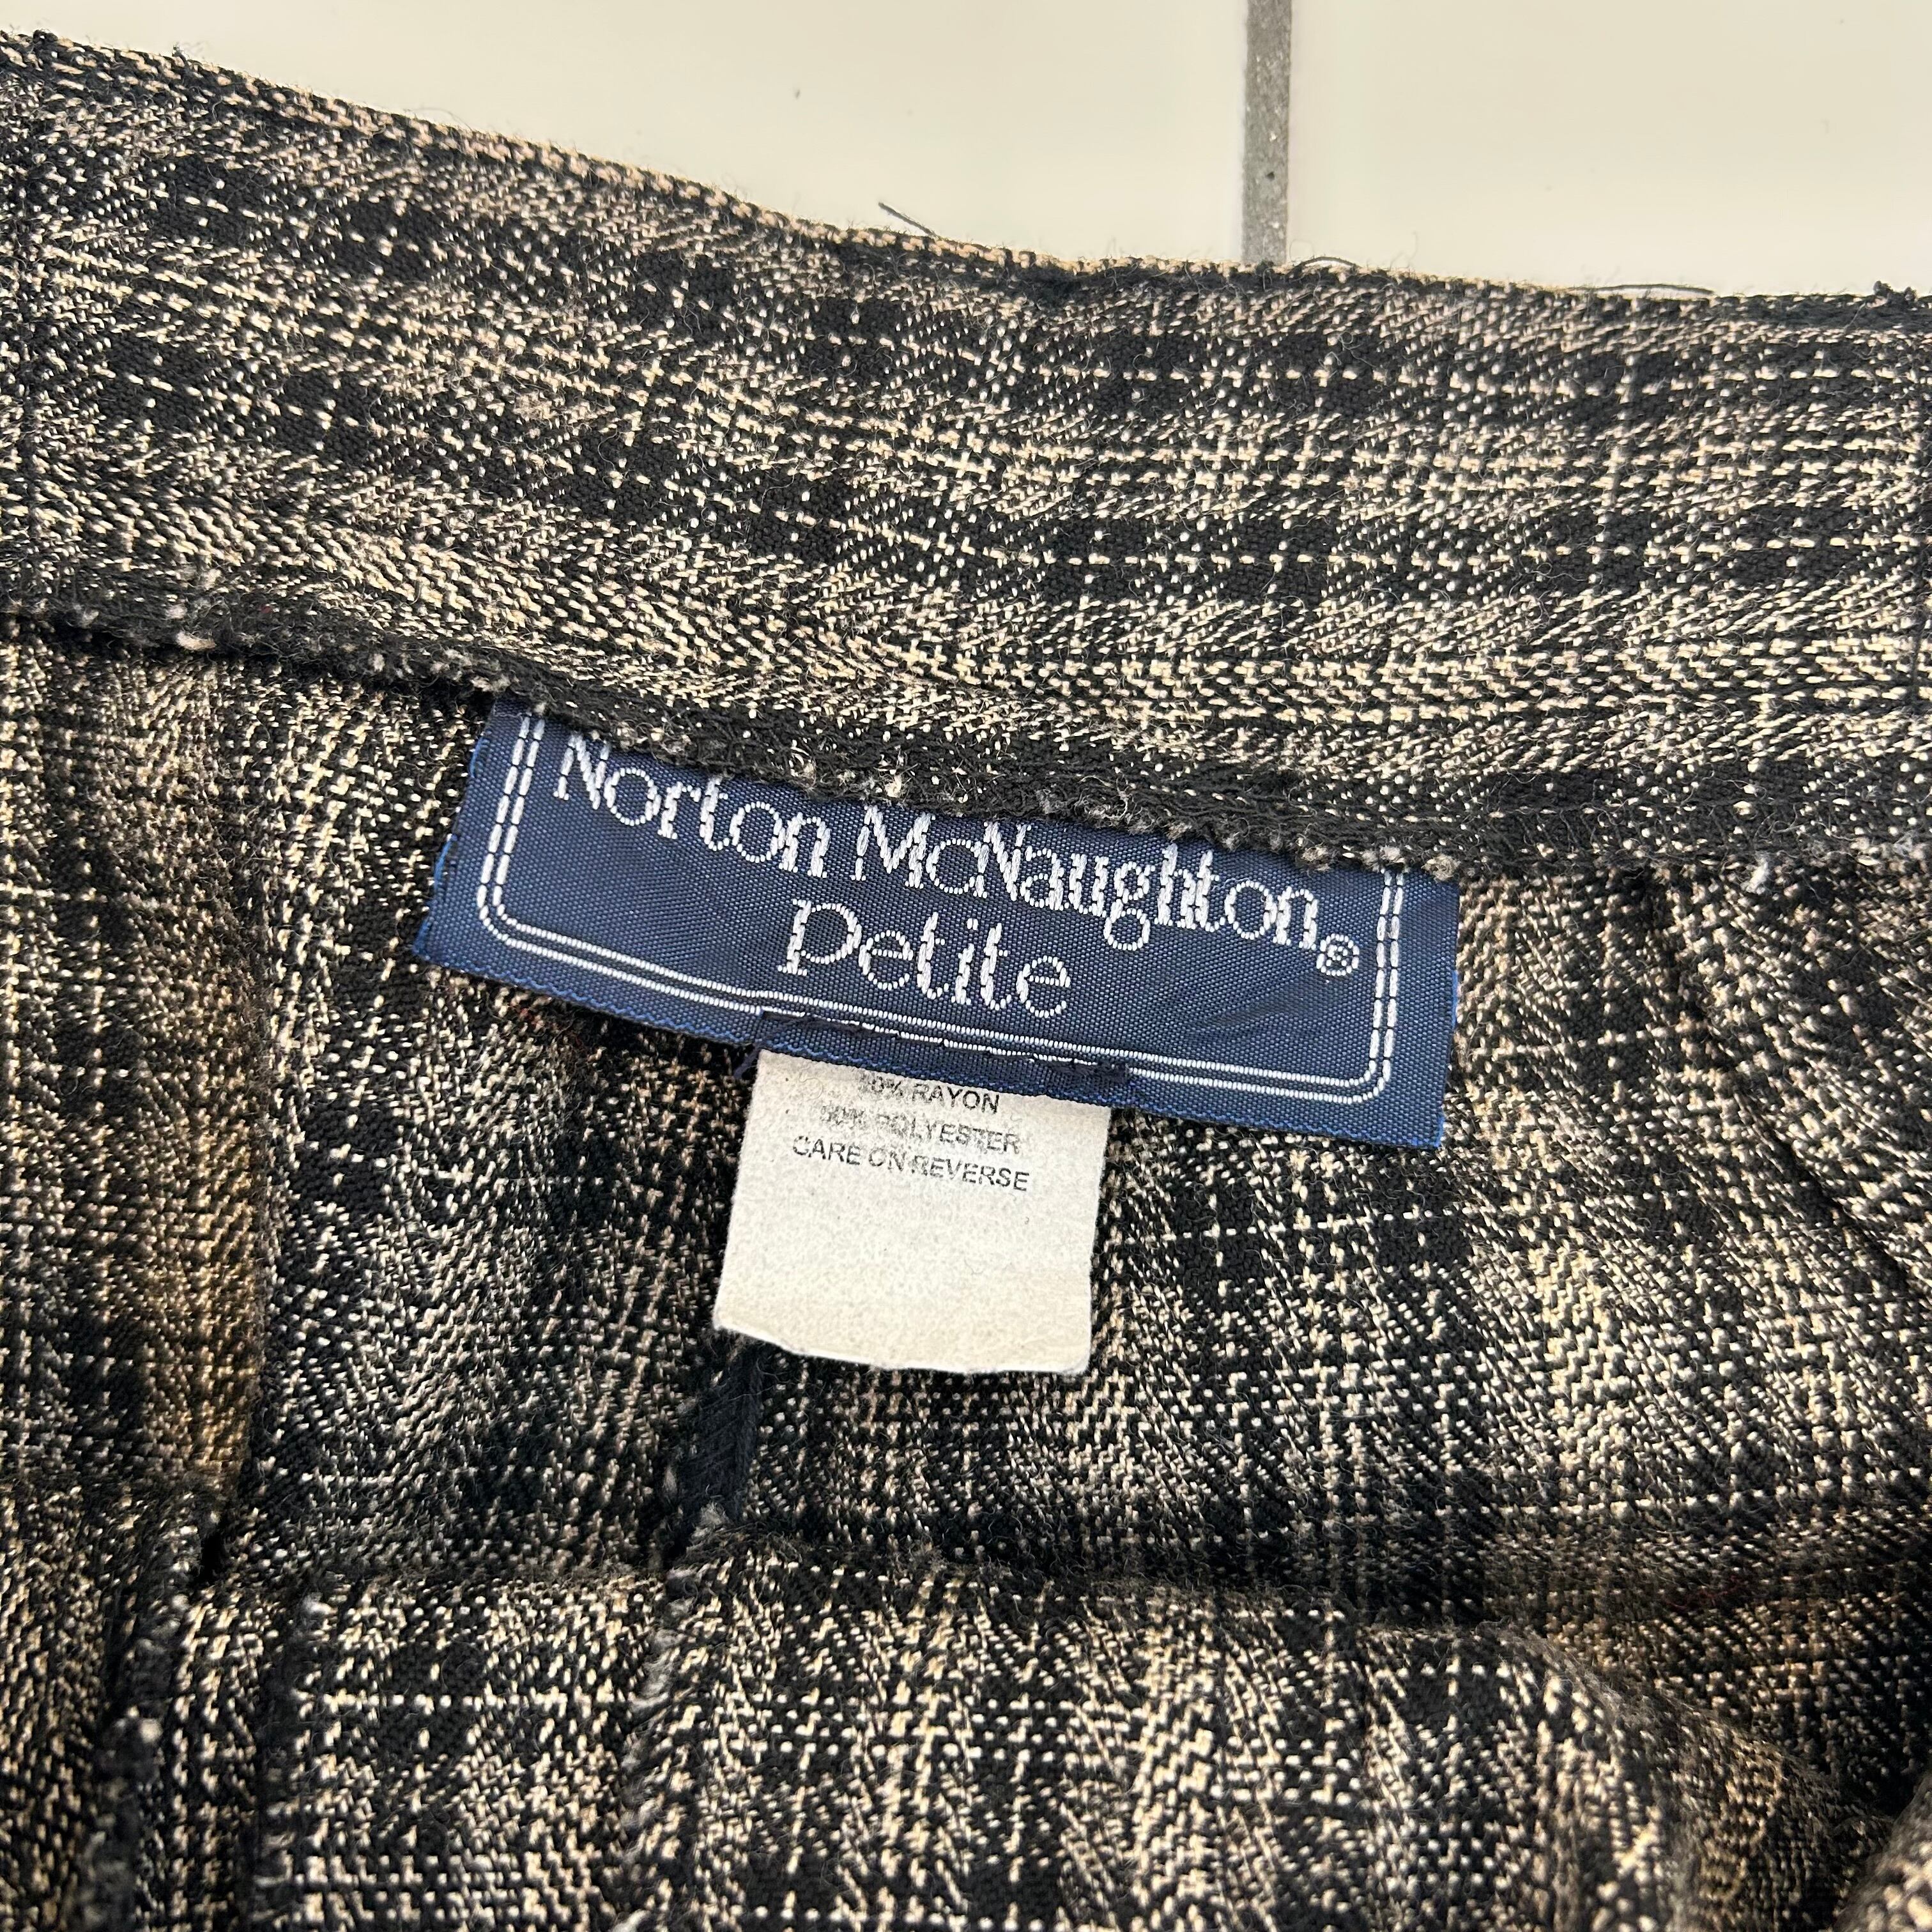 Norton McNaughton®
Petite
RAYON
POLYESTER
CARE ON REVERSE